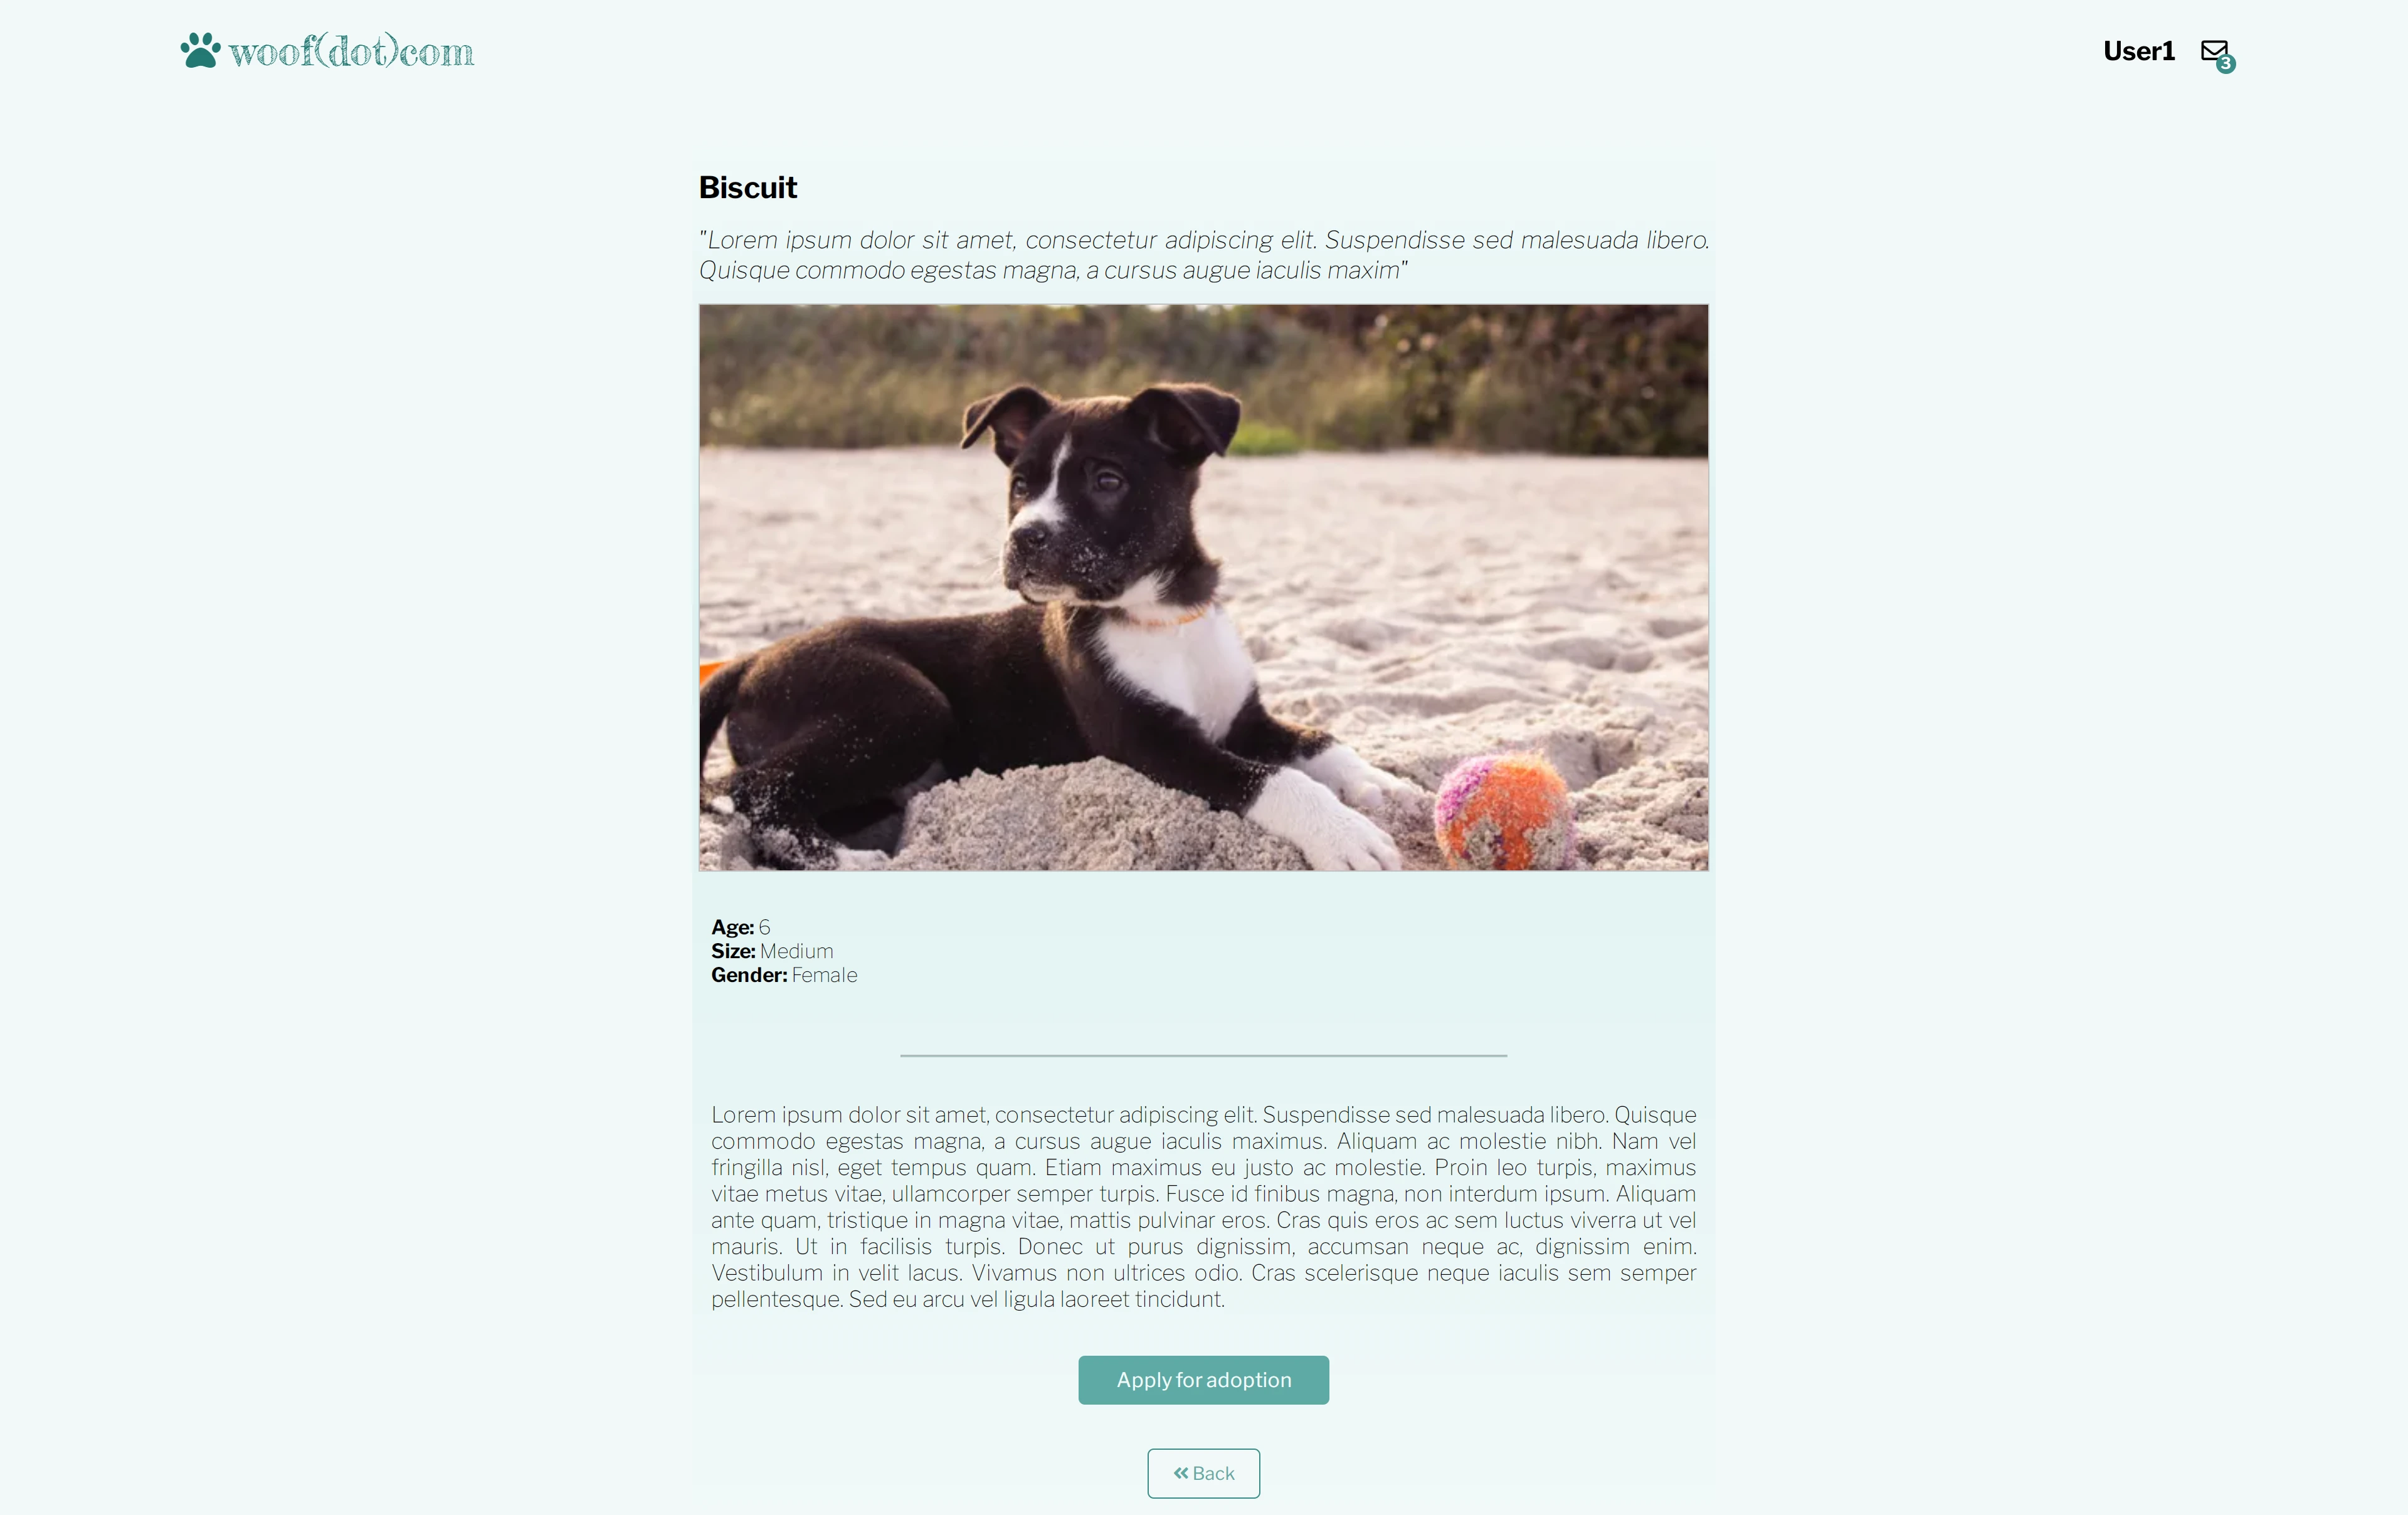 woof(dot)com
User1
3
Biscuit
"Lorem ipsum dolor sit amet, consectetur adipiscing elit. Suspendisse sed malesuada libero.
Quisque commodo egestas magna, a cursus augue iaculis maxim"
Age: 6
Size: Medium
Gender: Female
Lorem ipsum dolor sit amet, consectetur adipiscing elit. Suspendisse sed malesuada libero. Quisque
commodo egestas magna, a cursus augue iaculis maximus. Aliquam ac molestie nibh. Nam vel
fringilla nisl, eget tempus quam. Etiam maximus eu justo ac molestie. Proin leo turpis, maximus
vitae metus vitae, ullamcorper semper turpis. Fusce id finibus magna, non interdum ipsum. Aliquam
ante quam, tristique in magna vitae, mattis pulvinar eros. Cras quis eros ac sem luctus viverra ut vel
mauris. Ut in facilisis turpis. Donec ut purus dignissim, accumsan neque ac, dignissim enim.
Vestibulum in velit lacus. Vivamus non ultrices odio. Cras scelerisque neque iaculis sem semper
pellentesque. Sed eu arcu vel ligula laoreet tincidunt.
Apply for adoption
Back